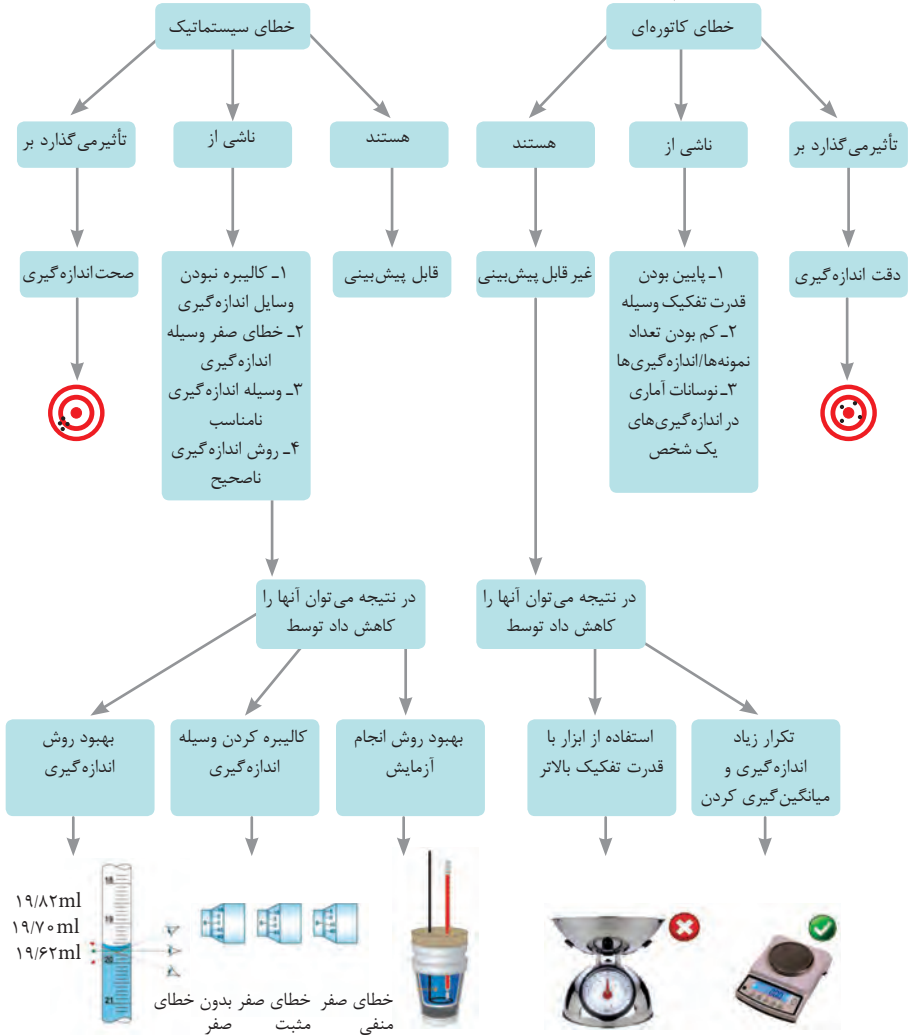 خطای کاتوره‌ای
خطای سیستماتیک
تأثیرمی‌گذارد بر
ناشی از
هستند
هستند
ناشی از
تأثیرمی‌گذارد بر
دقت اندازه‌گیری
۱ـ پایین بودن
قدرت تفکیک وسیله
۲ـ کم بودن تعداد
نمونه‌ها/اندازه‌گیری‌ها
۳ـ نوسانات آماری
در اندازه‌گیری‌های
یک شخص
غیر قابل پیش‌بینی
قابل پیش‌بینی
۱ـ کالیبره نبودن
وسایل اندازه‌گیری
۲ـ خطای صفر وسیله
اندازه‌گیری
۳ـ وسیله اندازه‌گیری
نامناسب
۴ـ روش اندازه‌گیری
ناصحیح
صحت‌اندازه‌گیری
در نتیجه می‌توان آنها را
کاهش داد توسط
در نتیجه می‌توان آنها را
کاهش داد توسط
تکرار زیاد
اندازه‌گیری و
میانگین‌گیری کردن
استفاده از ابزار با
قدرت تفکیک بالاتر
بهبود روش انجام
آزمایش
کالیبره کردن وسیله
اندازه‌گیری
بهبود روش
اندازه‌گیری
خطای صفر
منفی
خطای صفر
مثبت
بدون خطای
صفر
18
19
20
21
۱۹/۸۲ml
۱۹/۷۰ml
۱۹/۶۲ml